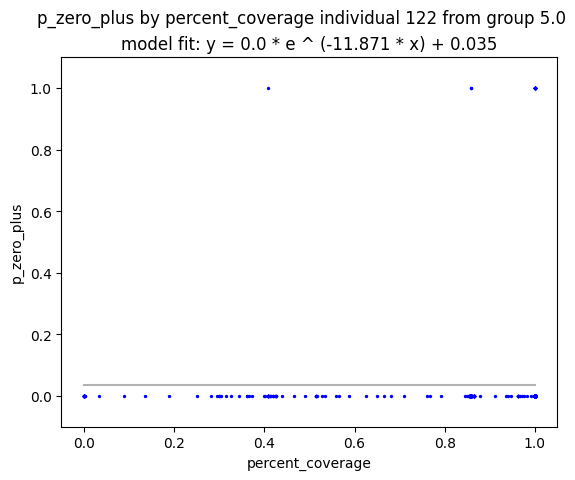 p_zero_plus by percent_coverage individual 122 from group 5.0
model fit: y = 0.0 * e ^ (-11.871 * x) + 0.035
1.0
0.8
0.6
0.4
0.2
0.0
p_zero_plus
0.0 0.2 0.4 0.6 0.8 1.0
percent_coverage